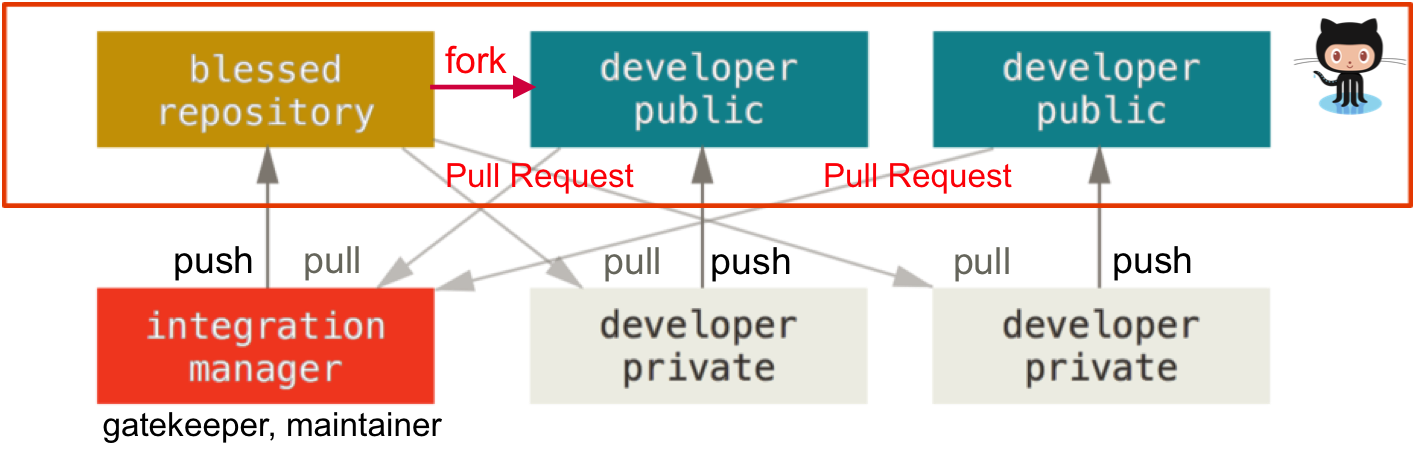 blessed
repository
fork
developer
public
developer
public
Pull Request
Pull Request
push
pull
pull
push
pull
push
integration
manager
developer
private
developer
private
gatekeeper, maintainer